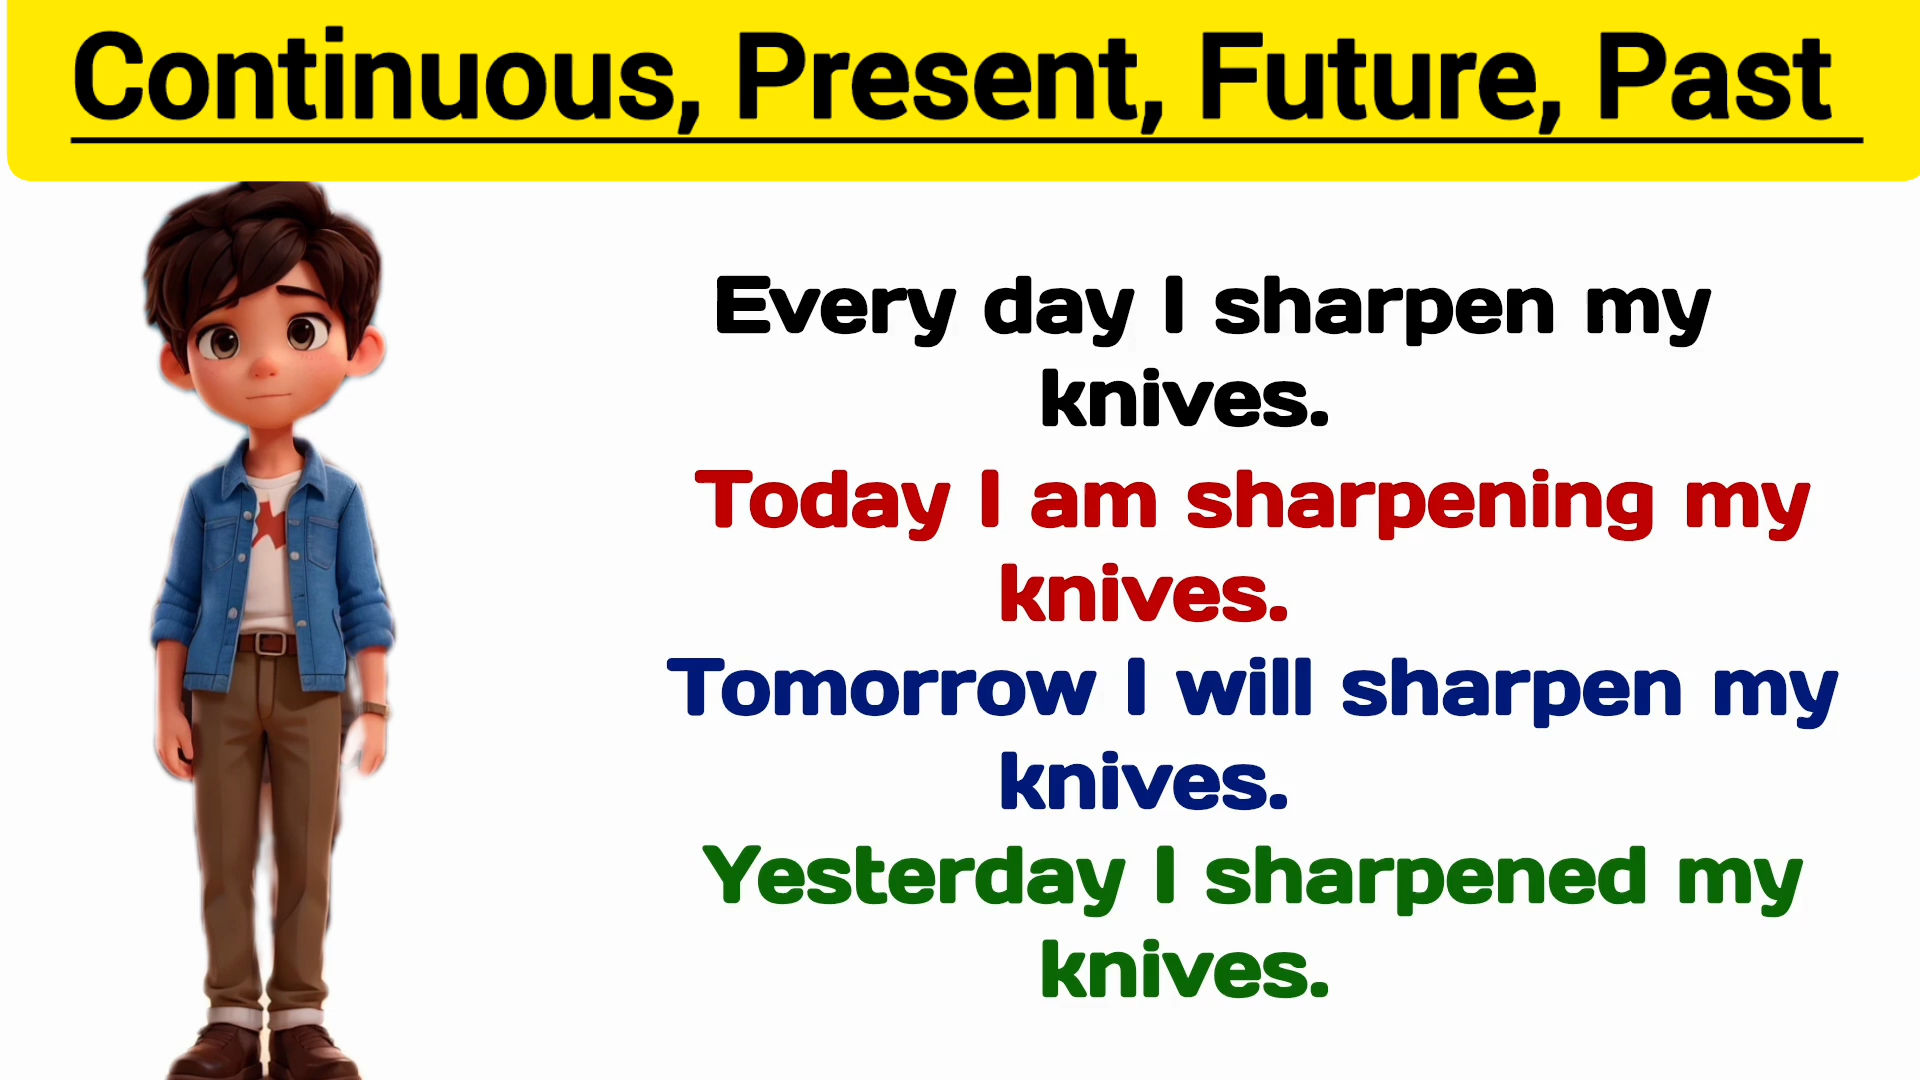 Continuous, Present, Future, Past
Every day I sharpen my
knives.
Today I am sharpening my
knives.
Tomorrow I will sharpen my
knives.
Yesterday I sharpened my
knives.